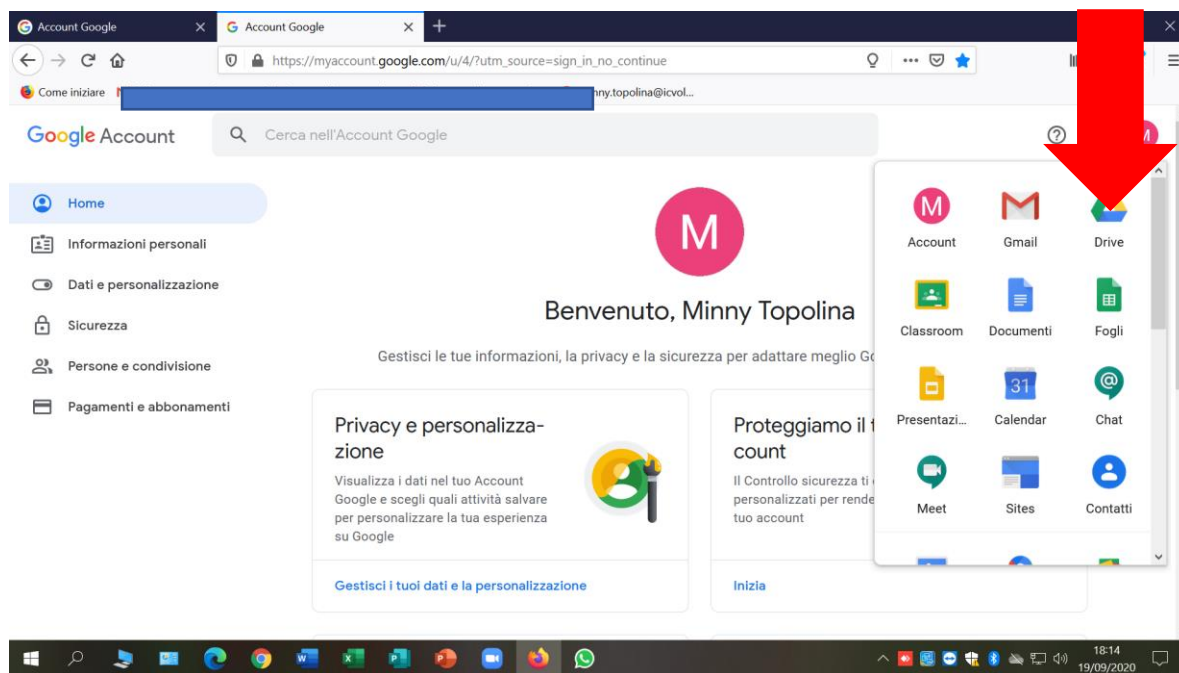 Account Google
Account Google
https://myaccount.google.com/u/4/?utm_source=sign_in_no_continue
Come iniziare
nny.topolina@icvol...
Google Account
Cerca nell'Account Google
M
Home
Informazioni personali
Dati e personalizzazione
Sicurezza
Persone e condivisione
Pagamenti e abbonamenti
M
Benvenuto, Minny Topolina
Gestisci le tue informazioni, la privacy e la sicurezza per adattare meglio Go
Privacy e personalizza-
zione
Visualizza i dati nel tuo Account
Google e scegli quali attività salvare
per personalizzare la tua esperienza
su Google
Gestisci i tuoi dati e la personalizzazione
Proteggiamo il t
count
Il Controllo sicurezza ti
personalizzati per rende
tuo account
Inizia
M
Account
Gmail
Drive
Classroom
Documenti
Fogli
Presentazi...
31
Calendar
Chat
Meet
Sites
Contatti
18:14
19/09/2020